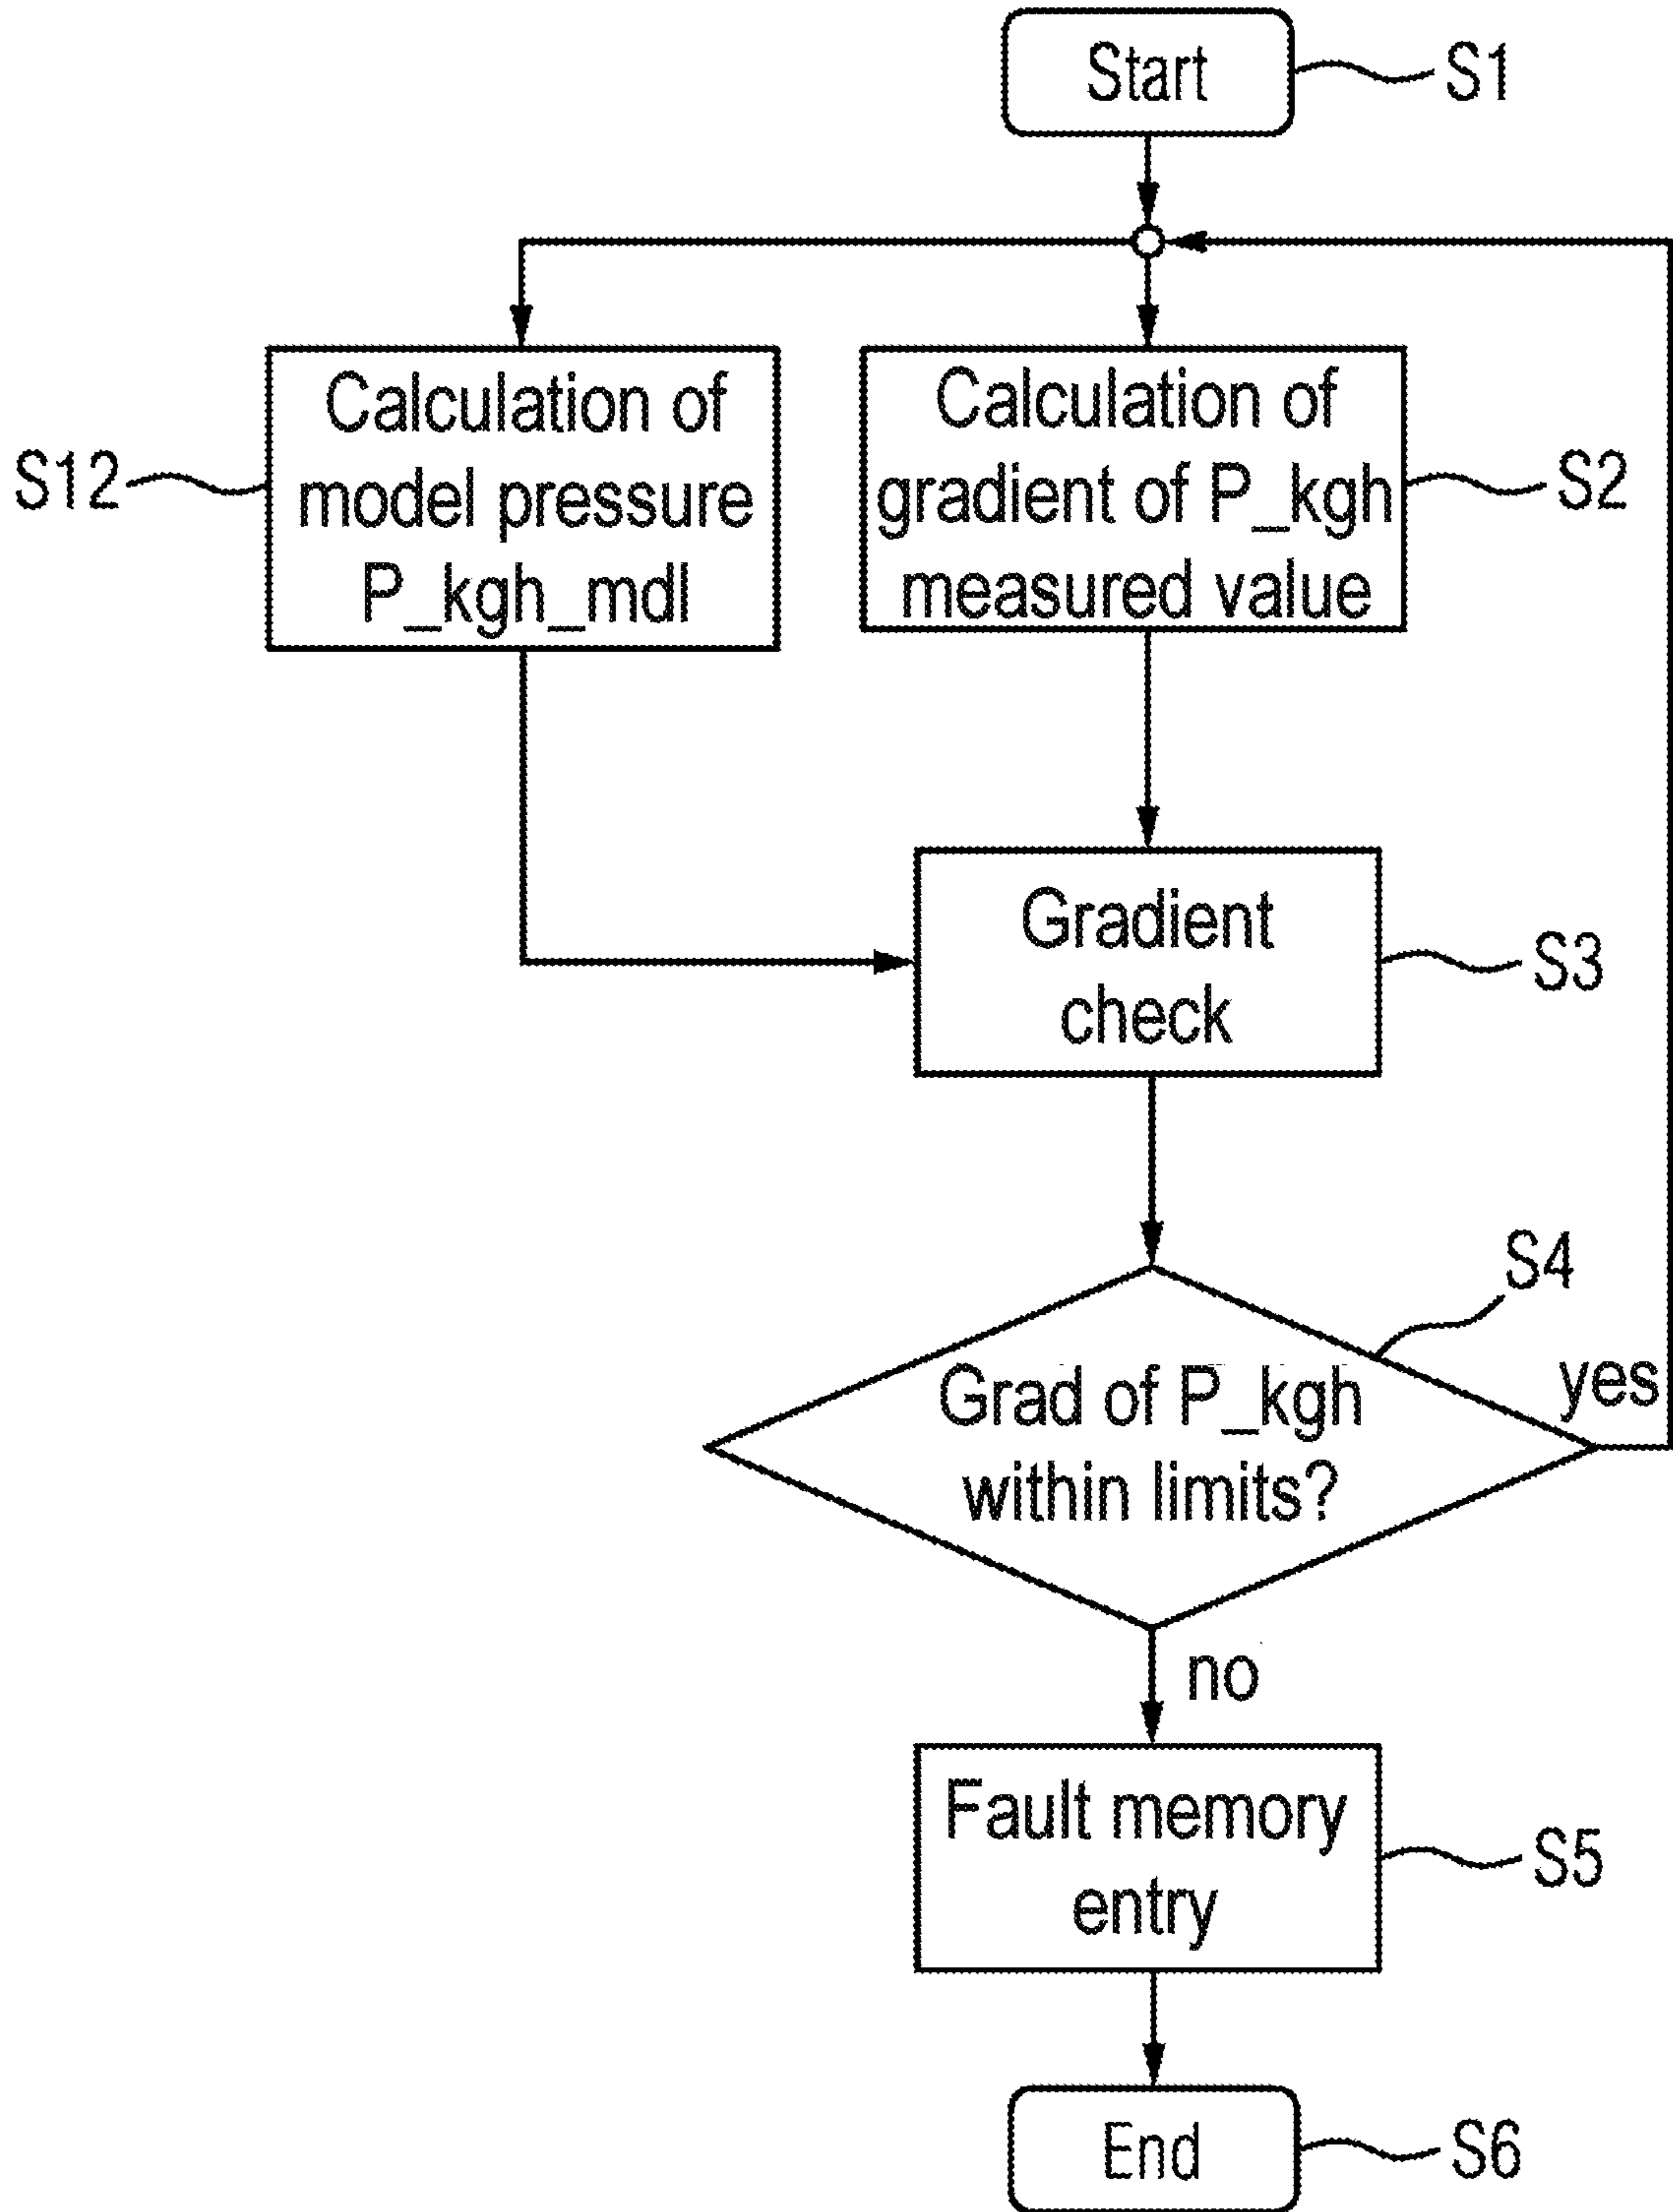 Start
S1
Calculation of
model pressure
P_kgh_mdl
S12
Calculation of
gradient of P_kgh
measured value
S2
Gradient
check
S3
S4
Grad of P_kgh
within limits?
yes
no
Fault memory
entry
S5
End
S6